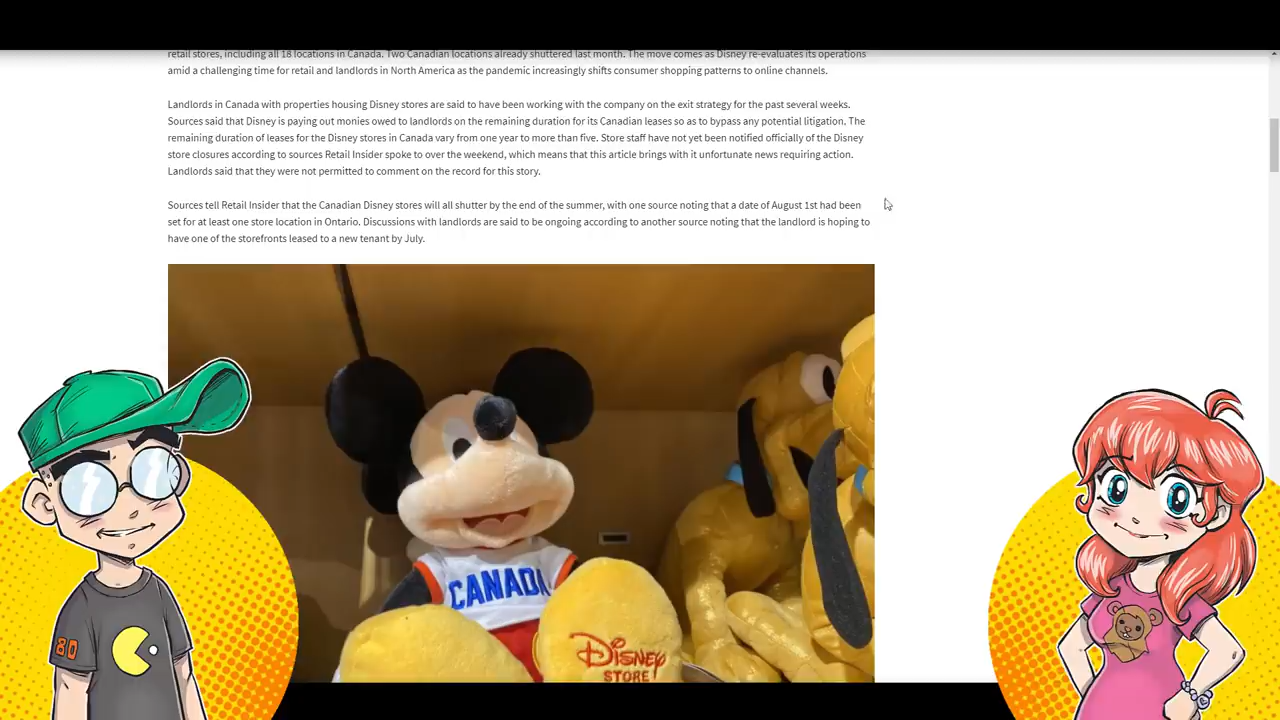 retail stores, including all 18 locations in Canada. Two Canadian locations already shuttered last month. The move comes as Disney re-evaluates its operations
amid a challenging time for retail and landlords in North America as the pandemic increasingly shifts consumer shopping patterns to online channels.
Landlords in Canada with properties housing Disney stores are said to have been working with the company on the exit strategy for the past several weeks.
Sources said that Disney is paying out monies owed to landlords on the remaining duration for its Canadian leases so as to bypass any potential litigation. The
remaining duration of leases for the Disney stores in Canada vary from one year to more than five. Store staff have not yet been notified officially of the Disney
store closures according to sources Retail Insider spoke to over the weekend, which means that this article brings with it unfortunate news requiring action.
Landlords said that they were not permitted to comment on the record for this story.
Sources tell Retail Insider that the Canadian Disney stores will all shutter by the end of the summer, with one source noting that a date of August 1st had been
set for at least one store location in Ontario. Discussions with landlords are said to be ongoing according to another source noting that the landlord is hoping to
have one of the storefronts leased to a new tenant by July.
CANADA
Disney
STORE
80